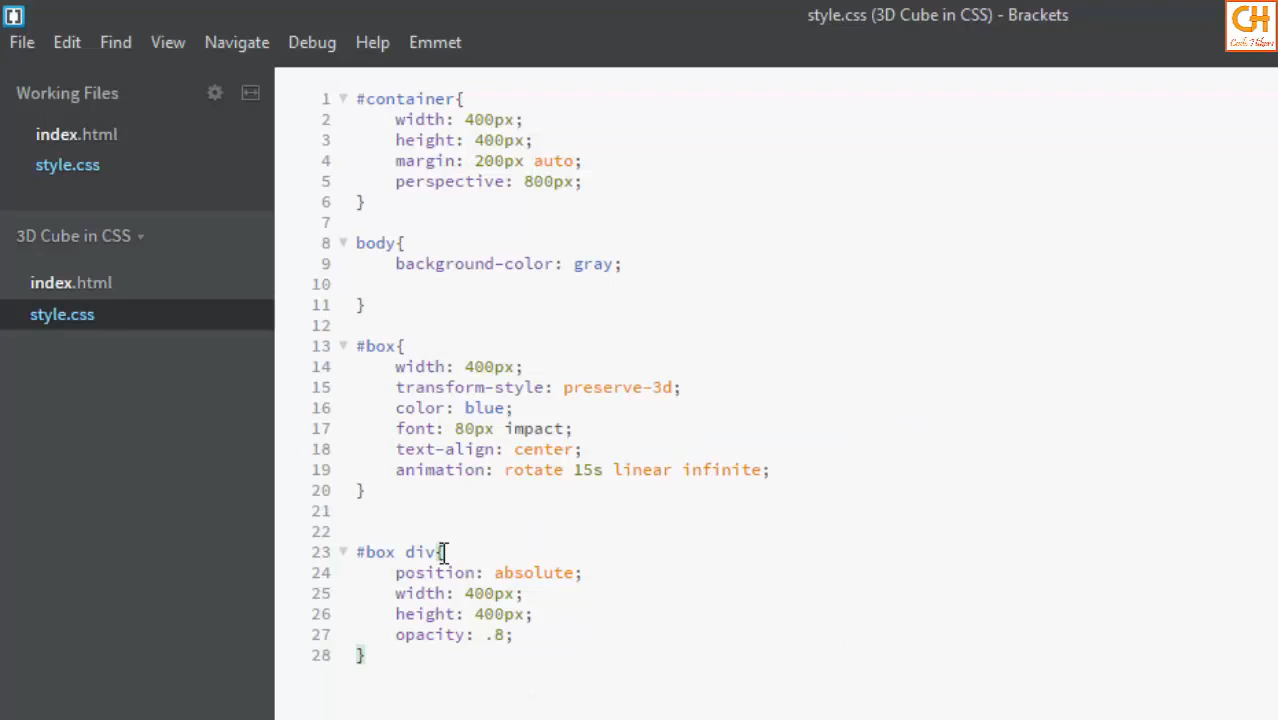 style.css (3D Cube in CSS) - Brackets
CH
Code Hikers
File Edit Find View Navigate Debug Help Emmet
Working Files
index.html
style.css
3D Cube in CSS
index.html
style.css
1 #container{
2 width: 400px;
3 height: 400px;
4 margin: 200px auto;
5 perspective: 800px;
6 }
7
8 body{
9 background-color: gray;
10
11 }
12
13 #box{
14 width: 400px;
15 transform-style: preserve-3d;
16 color: blue;
17 font: 80px impact;
18 text-align: center;
19 animation: rotate 15s linear infinite;
20 }
21
22
23 #box div{
24 position: absolute;
25 width: 400px;
26 height: 400px;
27 opacity: .8;
28 }